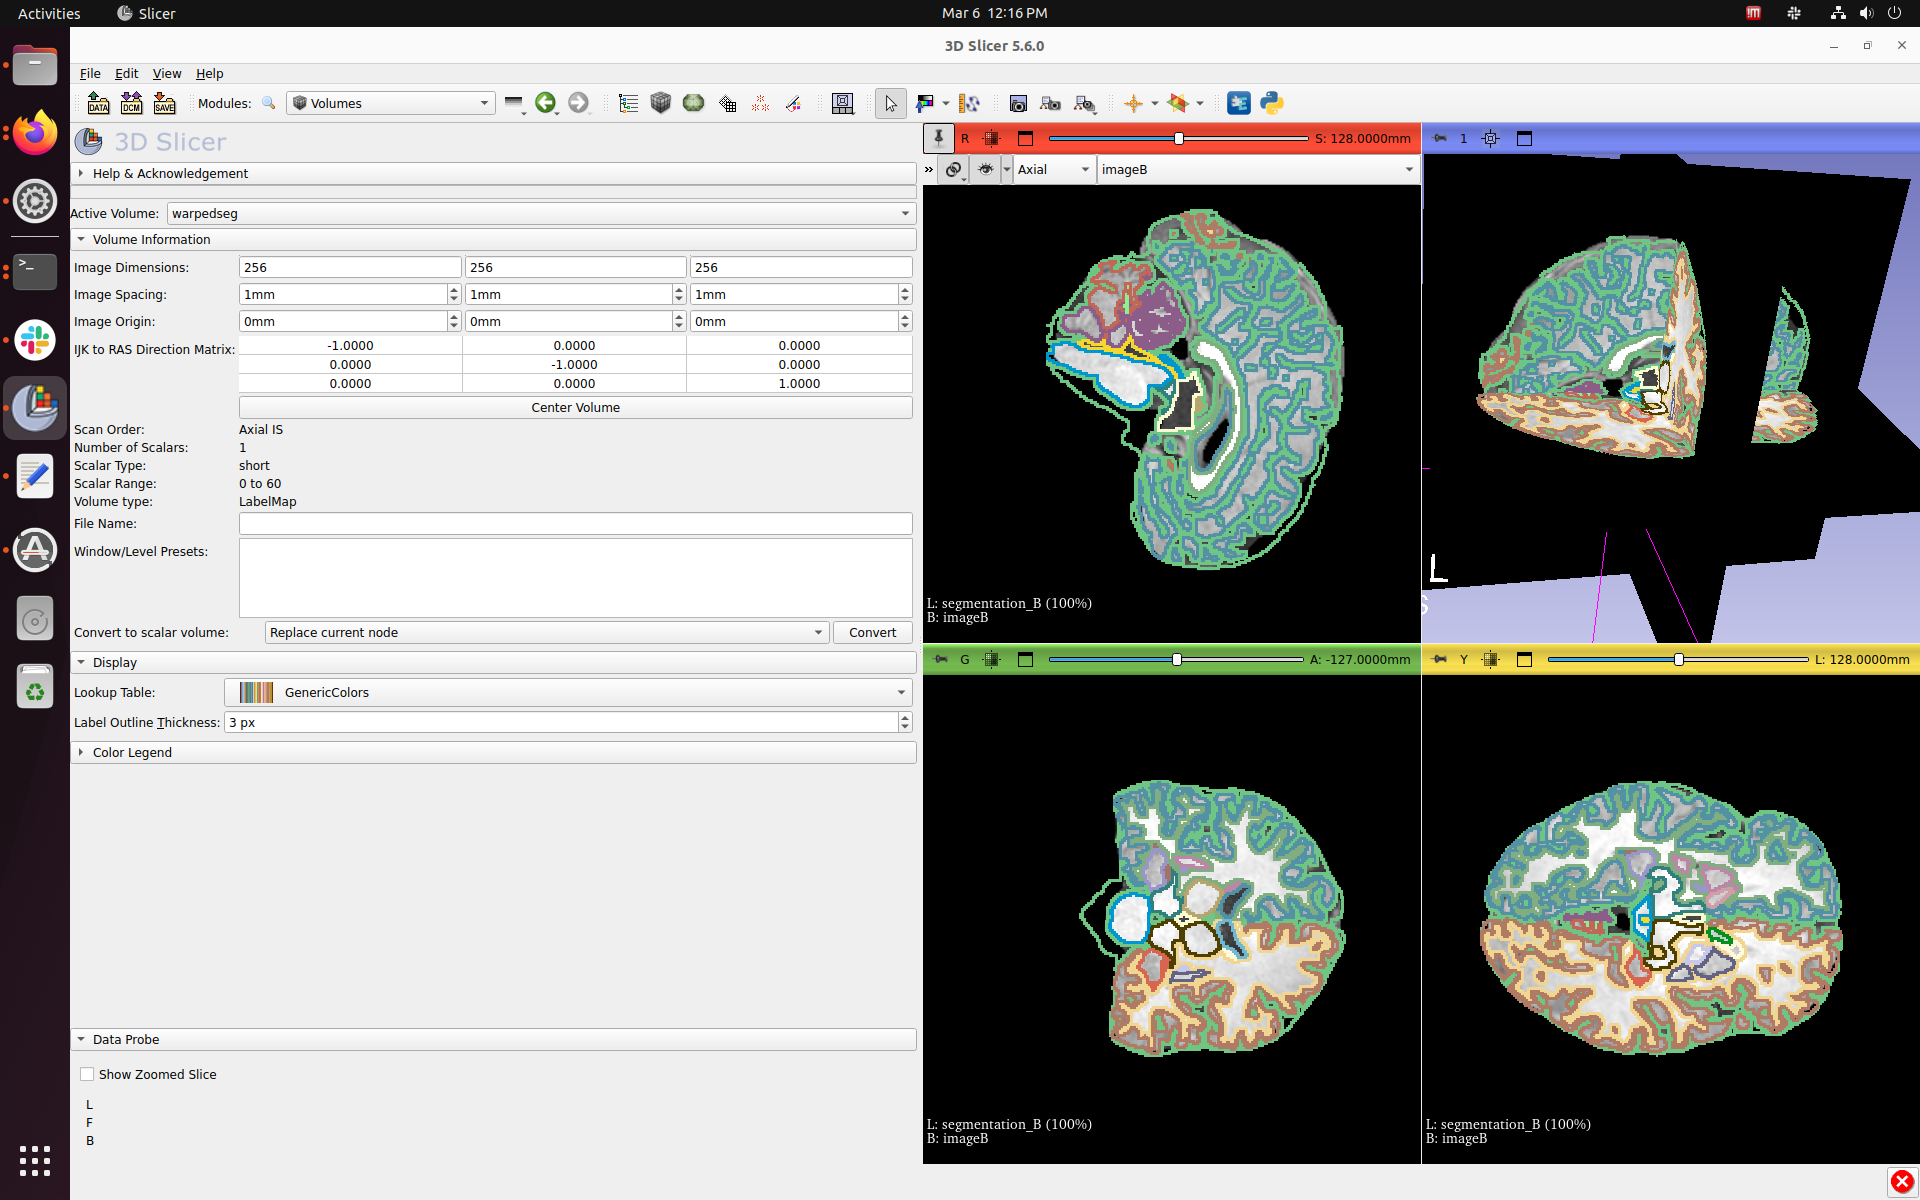 Activities
Slicer
Mar 6 12:16 PM
3D Slicer 5.6.0
File Edit View Help
DATA DCM SAVE Modules: Volumes
3D Slicer
Help & Acknowledgement
Active Volume: warpedseg
Volume Information
Image Dimensions: 256 256 256
Image Spacing: 1mm 1mm 1mm
Image Origin: 0mm 0mm 0mm
IJK to RAS Direction Matrix: -1.0000 0.0000 0.0000
0.0000 -1.0000 0.0000
0.0000 0.0000 1.0000
Center Volume
Scan Order: Axial IS
Number of Scalars: 1
Scalar Type: short
Scalar Range: 0 to 60
Volume type: LabelMap
File Name:
Window/Level Presets:
Convert to scalar volume: Replace current node Convert
Display
Lookup Table: GenericColors
Label Outline Thickness: 3 px
Color Legend
Data Probe
Show Zoomed Slice
L
F
B
R S: 128.0000mm
» Axial imageB
L: segmentation_B (100%)
B: imageB
1
L
S
G A: -127.0000mm
L: segmentation_B (100%)
B: imageB
Y L: 128.0000mm
L: segmentation_B (100%)
B: imageB